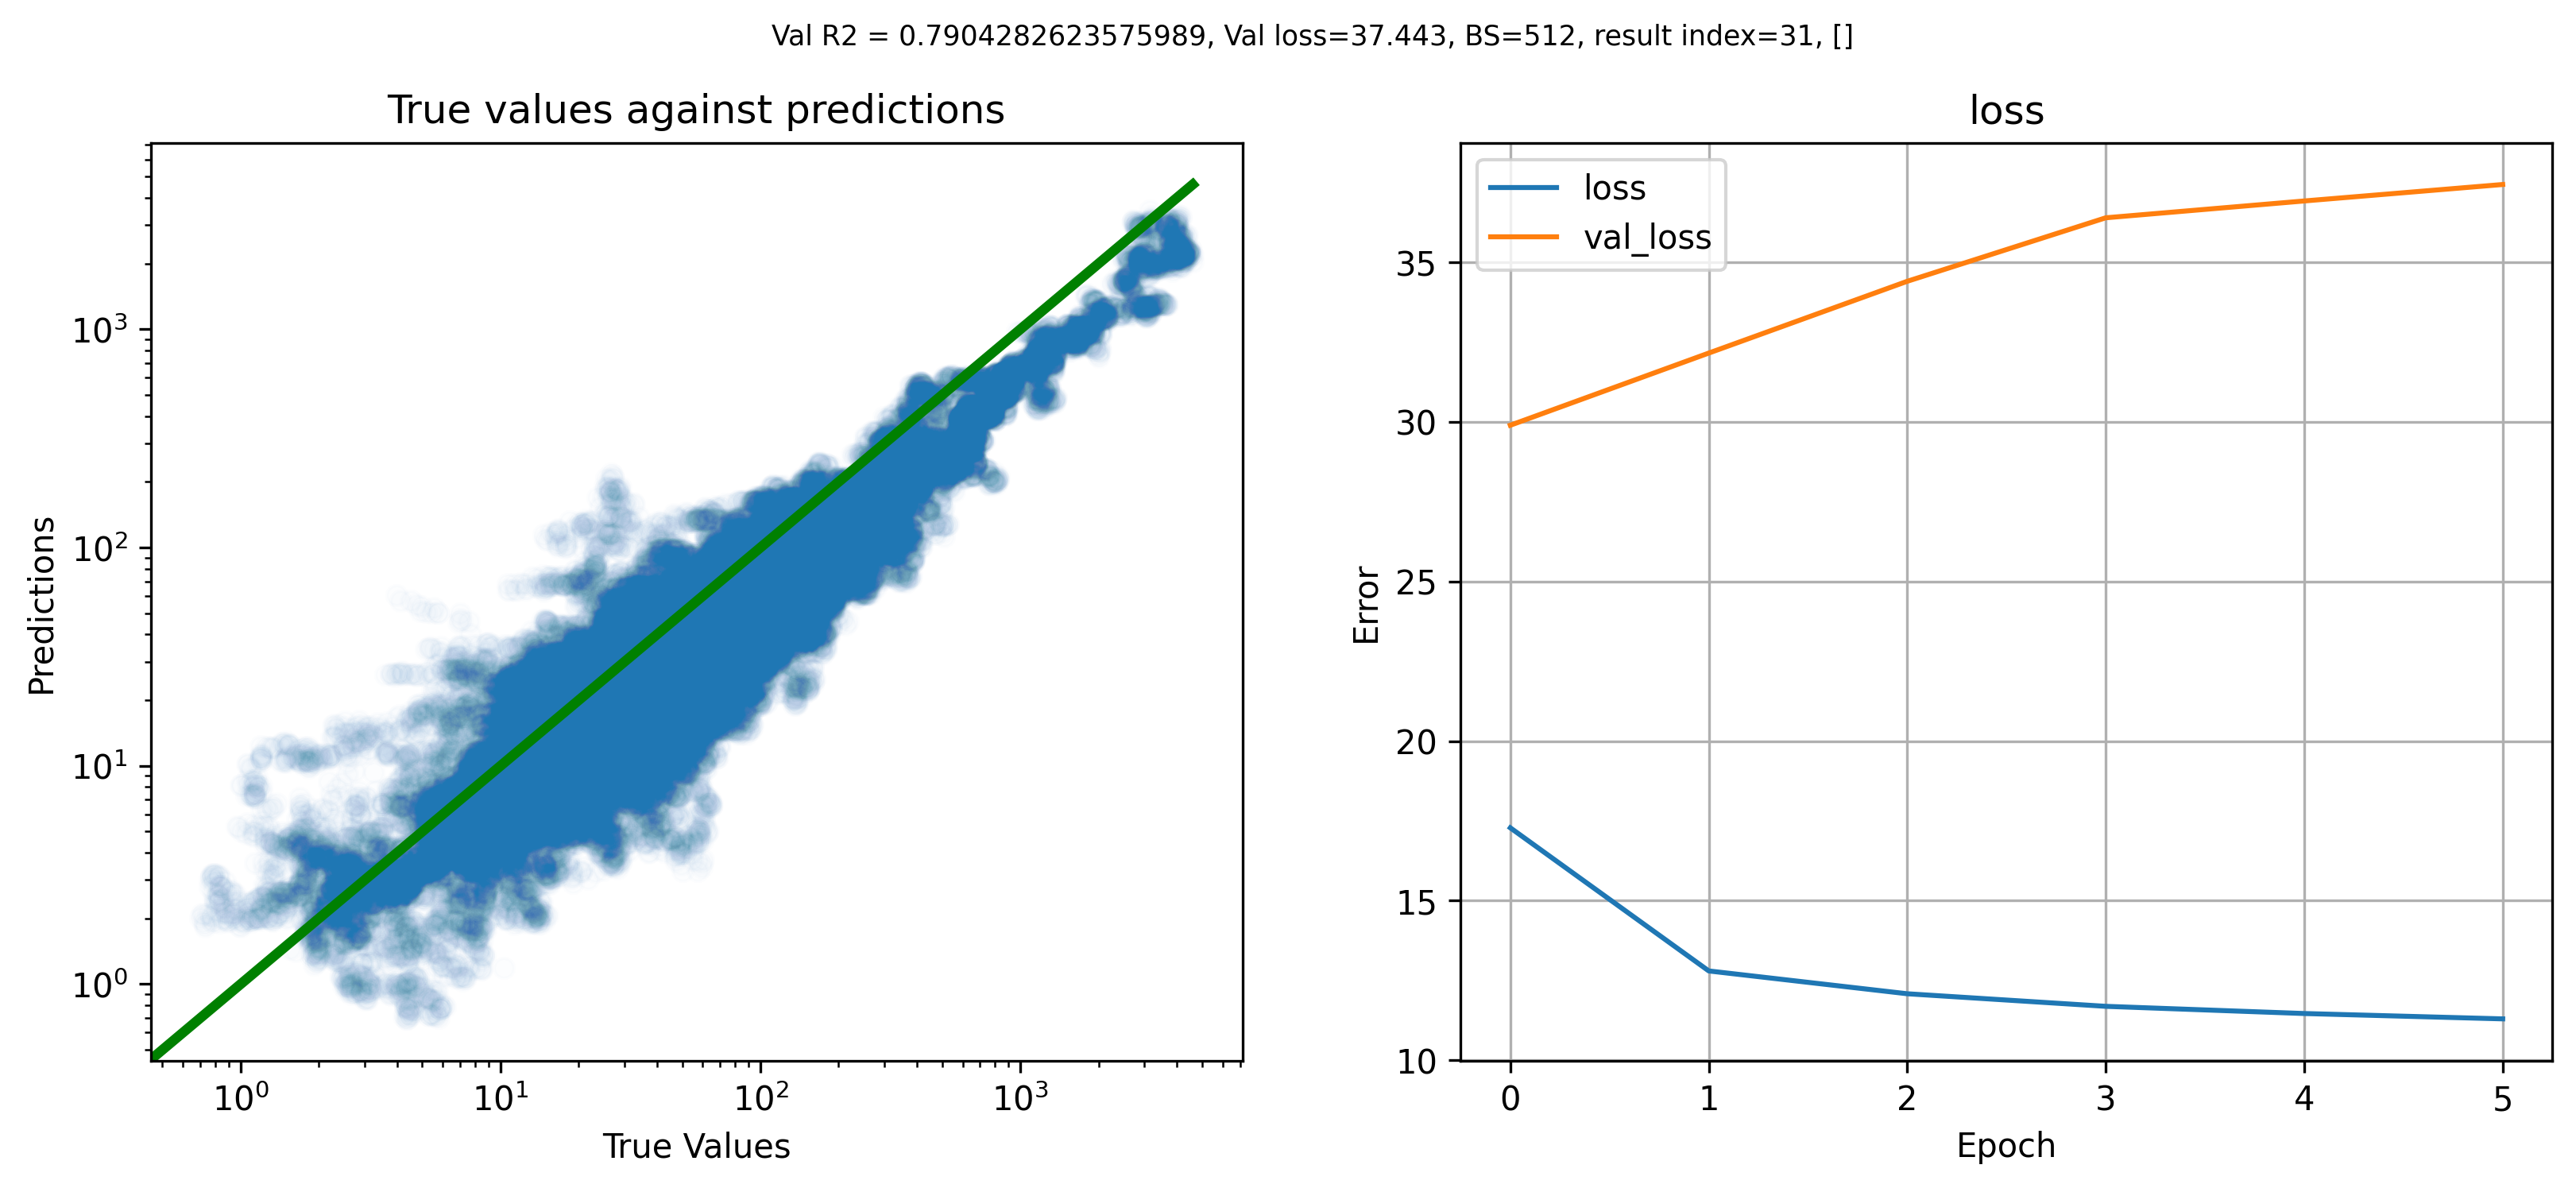 Val R2 = 0.7904282623575989, Val loss=37.443, BS=512, result index=31, []
True values against predictions
Predictions
10³
10²
10¹
10⁰
10⁰ 10¹ 10² 10³
True Values
loss
loss
val_loss
Error
35
30
25
20
15
10
0 1 2 3 4 5
Epoch